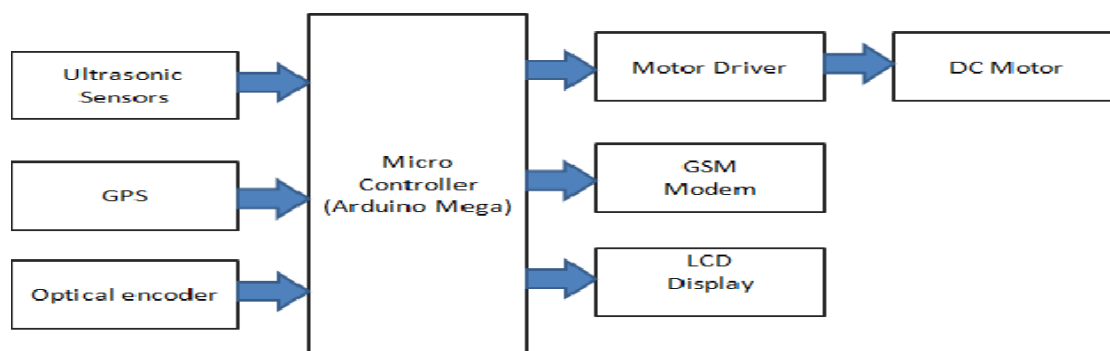 Ultrasonic
Sensors
GPS
Optical encoder
Micro
Controller
(Arduino Mega)
Motor Driver
DC Motor
GSM
Modem
LCD
Display